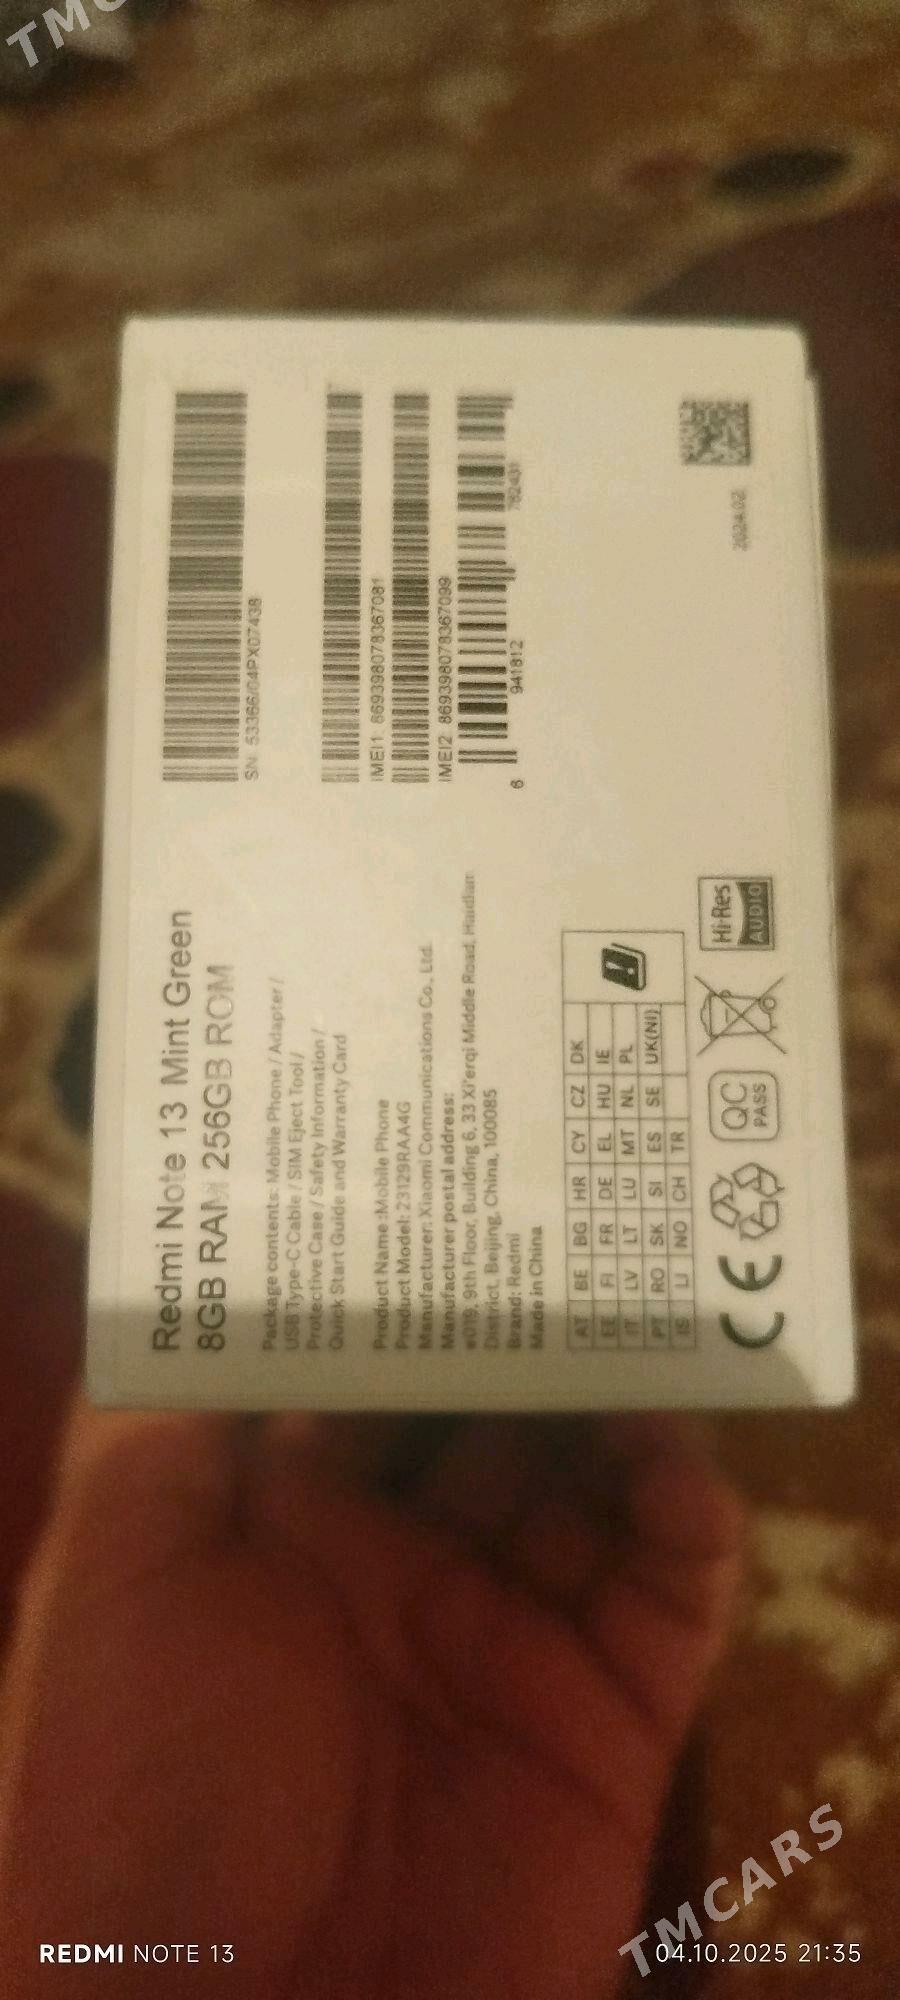 Redmi Note 13 Mint Green
8GB RAM 256GB ROM
Package contents: Mobile Phone / Adapter /
USB Type-C Cable / SIM Eject Tool /
Protective Case / Safety Information /
Quick Start Guide and Warranty Card
Product Name:Mobile Phone
Product Model: 23129RAA4G
Manufacturer: Xiaomi Communications Co., Ltd.
Manufacturer postal address:
#019, 9th Floor, Building 6, 33 Xi'erqi Middle Road, Haidian
District, Beijing, China, 100085
Brand: Redmi
Made in China
AT BE BG HR CY CZ DK
EE FI FR DE EL HU IE
IT LV LT LU MT NL PL
PT RO SK SI ES SE UK(NI)
IS LI NO CH TR
CE
QC
PASS
Hi-Res
AUDIO
SN: 53366/04PX07438
IMEI1 869398078367081
IMEI2 869398078367099
6 941812
2024.02
REDMI NOTE 13
04.10.2025 21:35
TMCARS